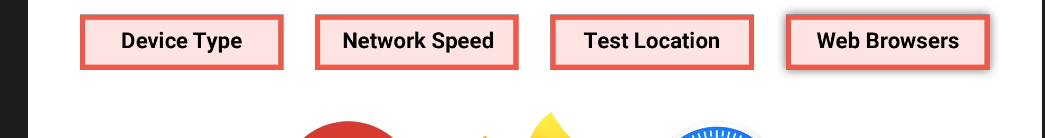 Device Type
Network Speed
Test Location
Web Browsers